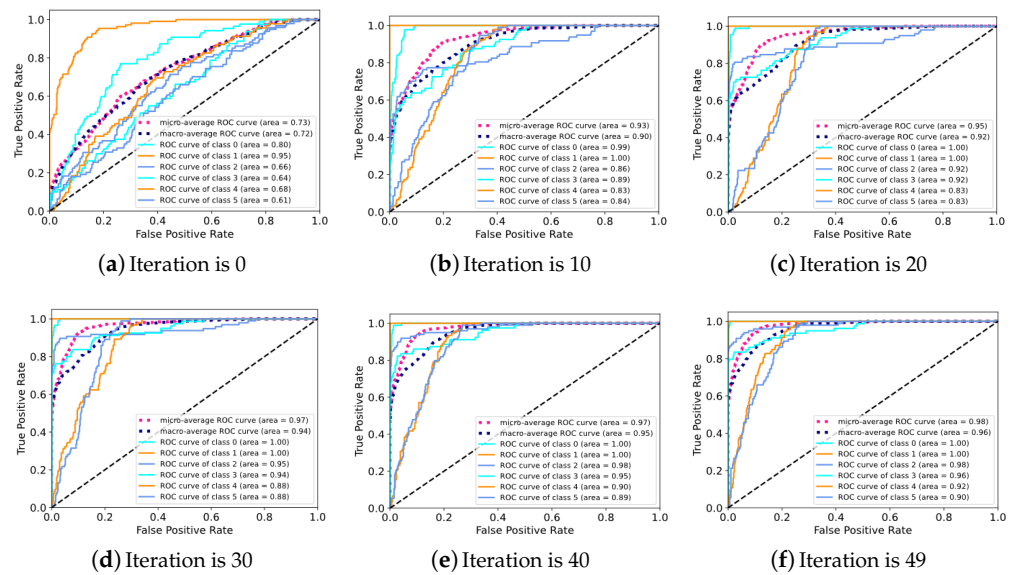 1.0
0.8
0.6
0.4
0.2
0.0
True Positive Rate
micro-average ROC curve (area = 0.73)
macro-average ROC curve (area = 0.72)
ROC curve of class 0 (area = 0.80)
ROC curve of class 1 (area = 0.95)
ROC curve of class 2 (area = 0.66)
ROC curve of class 3 (area = 0.64)
ROC curve of class 4 (area = 0.68)
ROC curve of class 5 (area = 0.61)
0.0 0.2 0.4 0.6 0.8 1.0
False Positive Rate
(a) Iteration is 0
1.0
0.8
0.6
0.4
0.2
0.0
True Positive Rate
micro-average ROC curve (area = 0.93)
macro-average ROC curve (area = 0.90)
ROC curve of class 0 (area = 0.99)
ROC curve of class 1 (area = 1.00)
ROC curve of class 2 (area = 0.86)
ROC curve of class 3 (area = 0.89)
ROC curve of class 4 (area = 0.83)
ROC curve of class 5 (area = 0.84)
0.0 0.2 0.4 0.6 0.8 1.0
False Positive Rate
(b) Iteration is 10
1.0
0.8
0.6
0.4
0.2
0.0
True Positive Rate
micro-average ROC curve (area = 0.95)
macro-average ROC curve (area = 0.92)
ROC curve of class 0 (area = 1.00)
ROC curve of class 1 (area = 1.00)
ROC curve of class 2 (area = 0.92)
ROC curve of class 3 (area = 0.92)
ROC curve of class 4 (area = 0.83)
ROC curve of class 5 (area = 0.83)
0.0 0.2 0.4 0.6 0.8 1.0
False Positive Rate
(c) Iteration is 20
1.0
0.8
0.6
0.4
0.2
0.0
True Positive Rate
micro-average ROC curve (area = 0.97)
macro-average ROC curve (area = 0.94)
ROC curve of class 0 (area = 1.00)
ROC curve of class 1 (area = 1.00)
ROC curve of class 2 (area = 0.95)
ROC curve of class 3 (area = 0.94)
ROC curve of class 4 (area = 0.88)
ROC curve of class 5 (area = 0.88)
0.0 0.2 0.4 0.6 0.8 1.0
False Positive Rate
(d) Iteration is 30
1.0
0.8
0.6
0.4
0.2
0.0
True Positive Rate
micro-average ROC curve (area = 0.97)
macro-average ROC curve (area = 0.95)
ROC curve of class 0 (area = 1.00)
ROC curve of class 1 (area = 1.00)
ROC curve of class 2 (area = 0.98)
ROC curve of class 3 (area = 0.95)
ROC curve of class 4 (area = 0.90)
ROC curve of class 5 (area = 0.89)
0.0 0.2 0.4 0.6 0.8 1.0
False Positive Rate
(e) Iteration is 40
1.0
0.8
0.6
0.4
0.2
0.0
True Positive Rate
micro-average ROC curve (area = 0.98)
macro-average ROC curve (area = 0.96)
ROC curve of class 0 (area = 1.00)
ROC curve of class 1 (area = 1.00)
ROC curve of class 2 (area = 0.98)
ROC curve of class 3 (area = 0.96)
ROC curve of class 4 (area = 0.92)
ROC curve of class 5 (area = 0.90)
0.0 0.2 0.4 0.6 0.8 1.0
False Positive Rate
(f) Iteration is 49